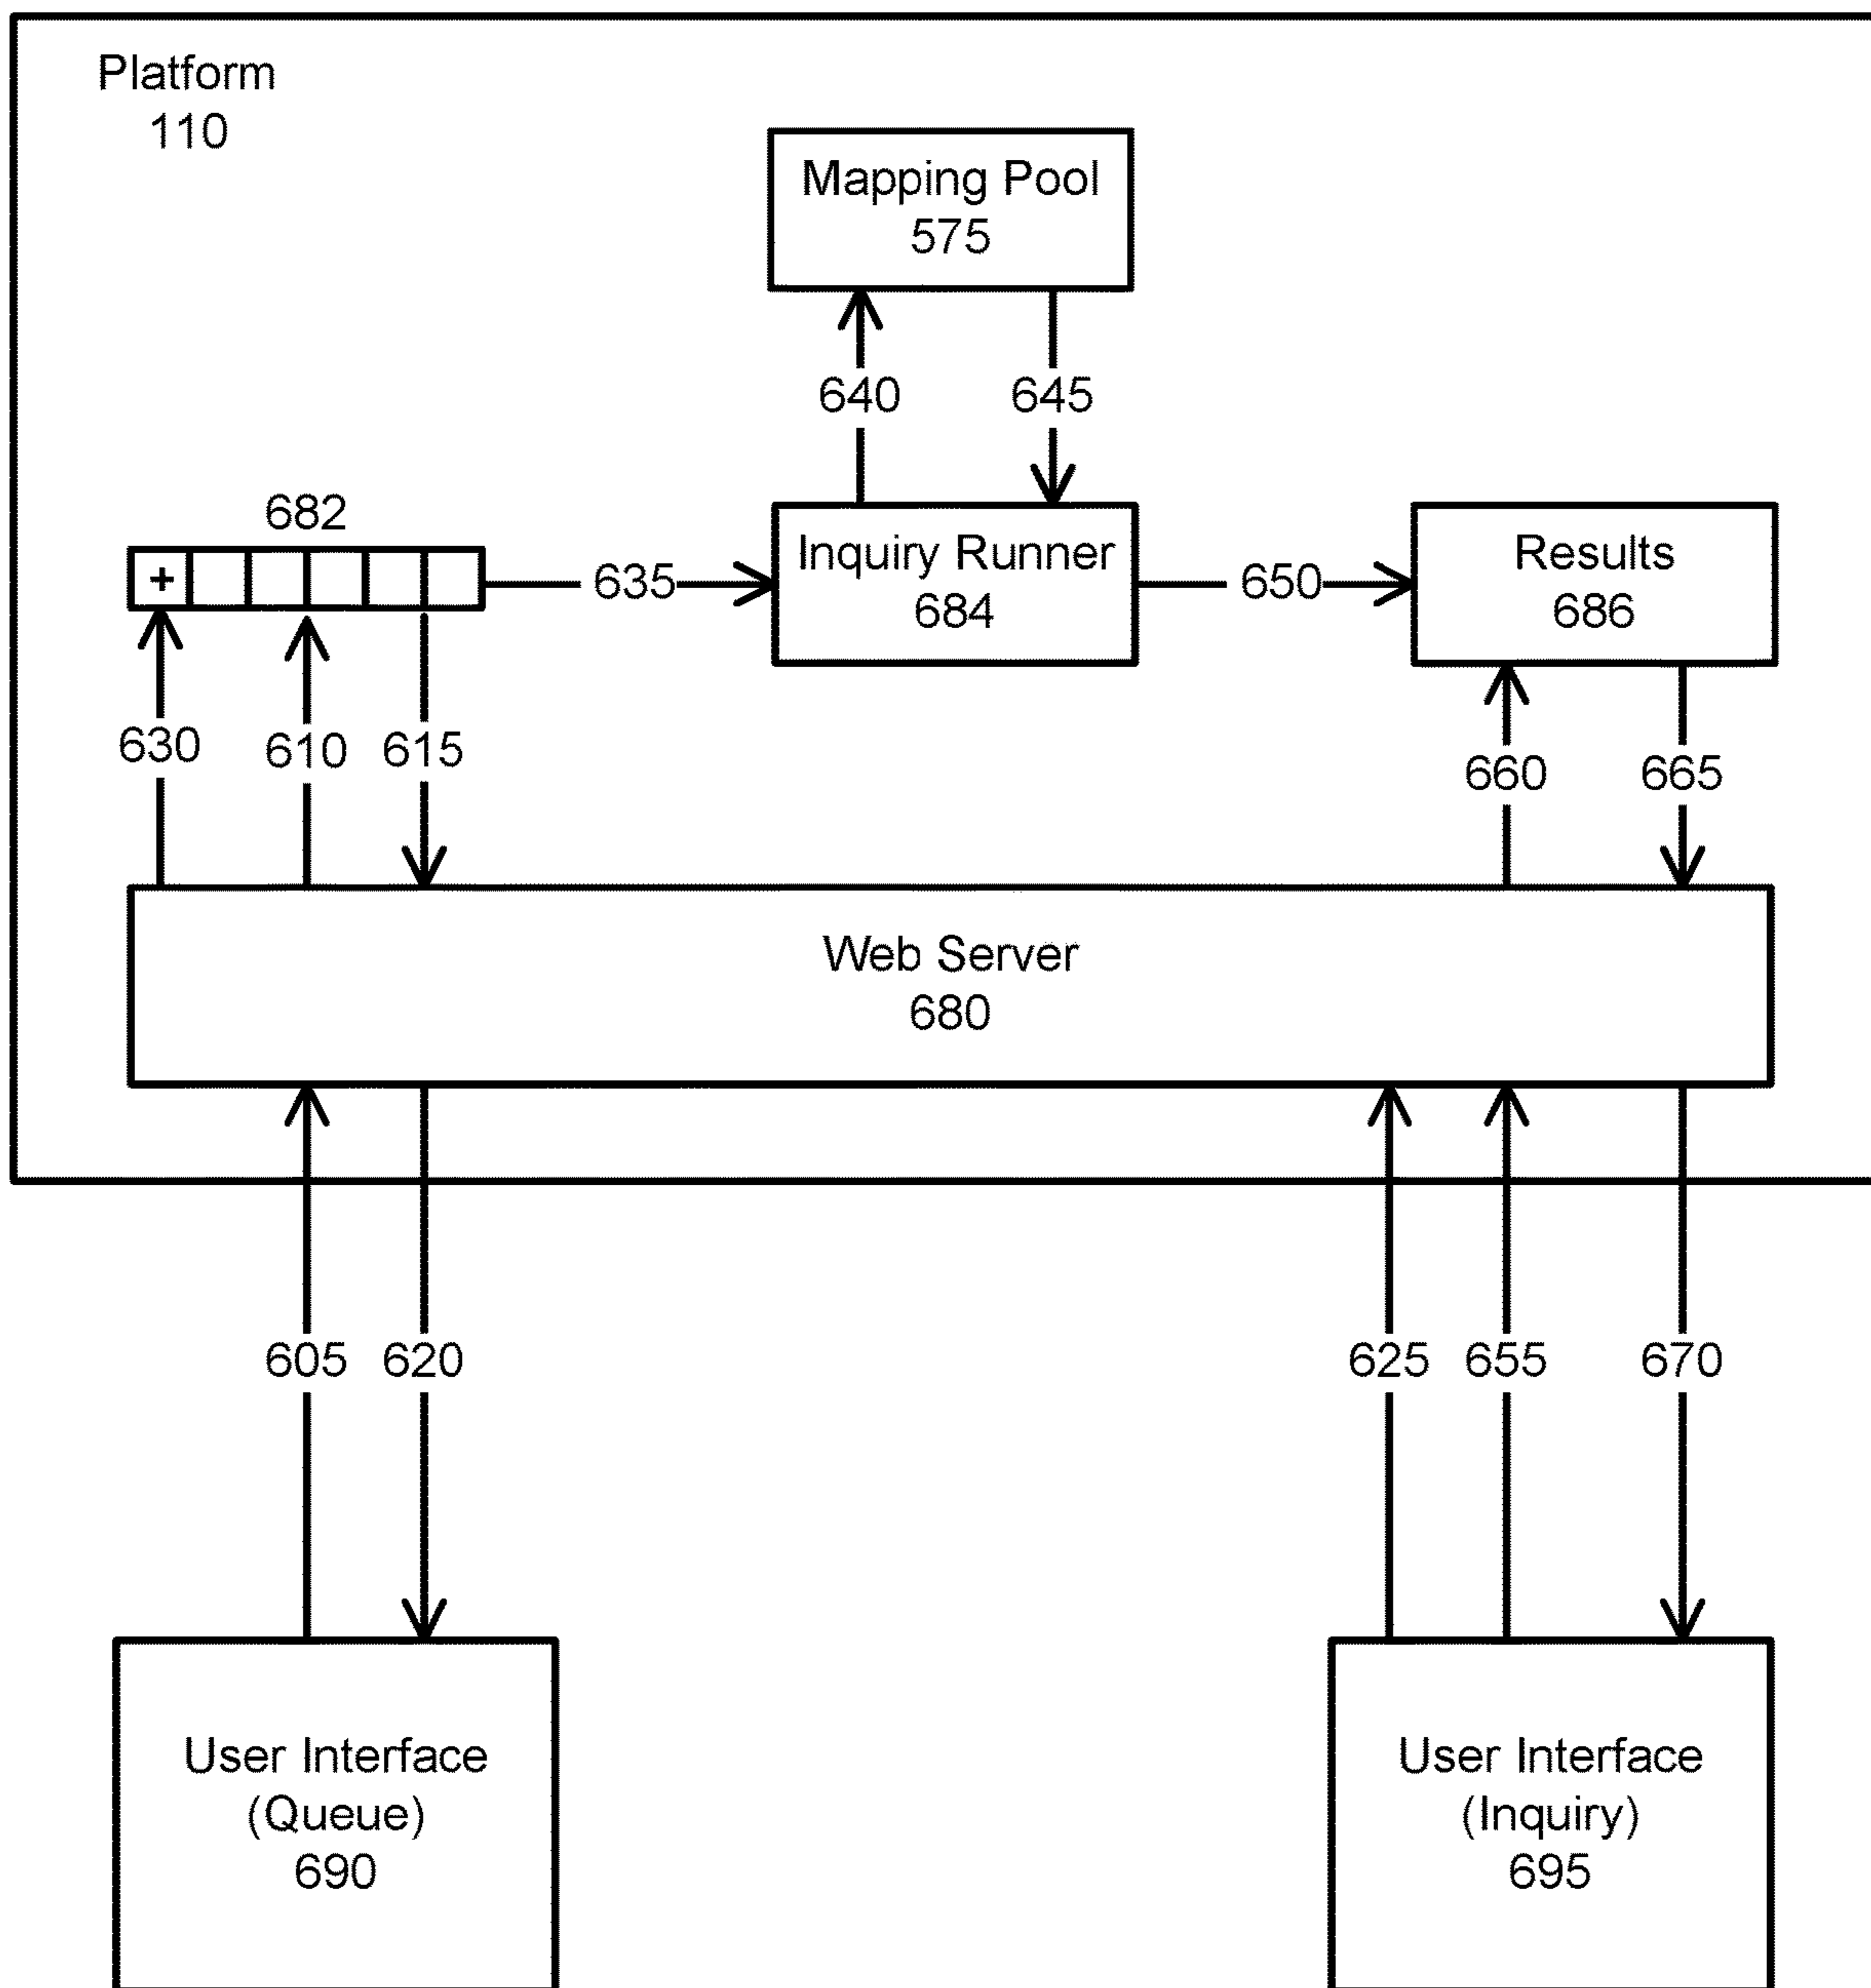 Platform
110
Mapping Pool
575
640
645
682
+
635
Inquiry Runner
684
650
Results
686
630
610
615
660
665
Web Server
680
605
620
625
655
670
User Interface
(Queue)
690
User Interface
(Inquiry)
695